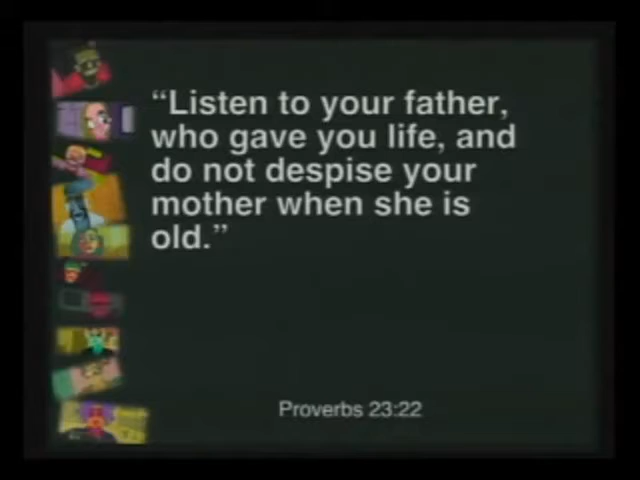 “Listen to your father,
who gave you life, and
do not despise your
mother when she is
old.”
Proverbs 23:22